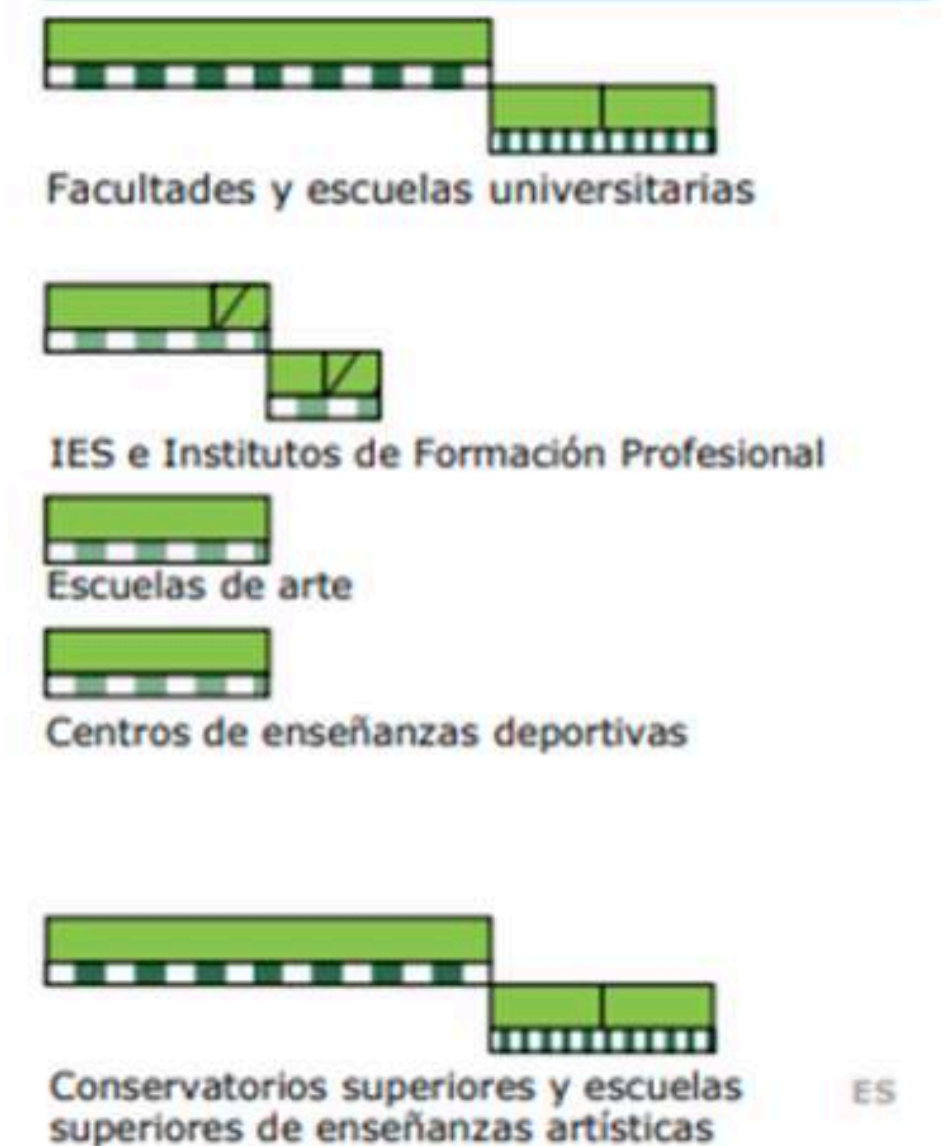 Facultades y escuelas universitarias
IES e Institutos de Formación Profesional
Escuelas de arte
Centros de enseñanzas deportivas
Conservatorios superiores y escuelas
superiores de enseñanzas artísticas
ES